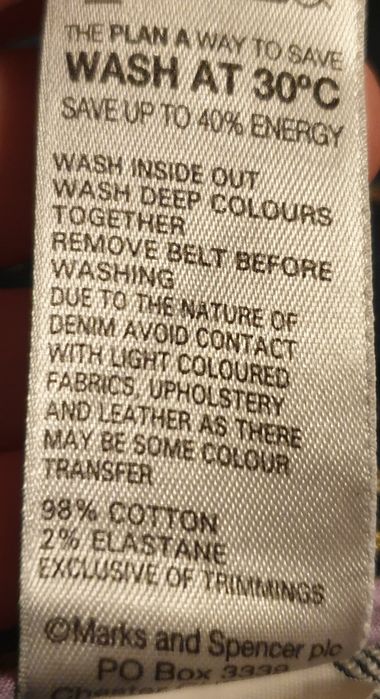 THE PLAN A WAY TO SAVE
WASH AT 30°C
SAVE UP TO 40% ENERGY
WASH INSIDE OUT
WASH DEEP COLOURS
TOGETHER
REMOVE BELT BEFORE
WASHING
DUE TO THE NATURE OF
DENIM AVOID CONTACT
WITH LIGHT COLOURED
FABRICS, UPHOLSTERY
AND LEATHER AS THERE
MAY BE SOME COLOUR
TRANSFER
98% COTTON
2% ELASTANE
EXCLUSIVE OF TRIMMINGS
©Marks and Spencer plc
PO Box 3339